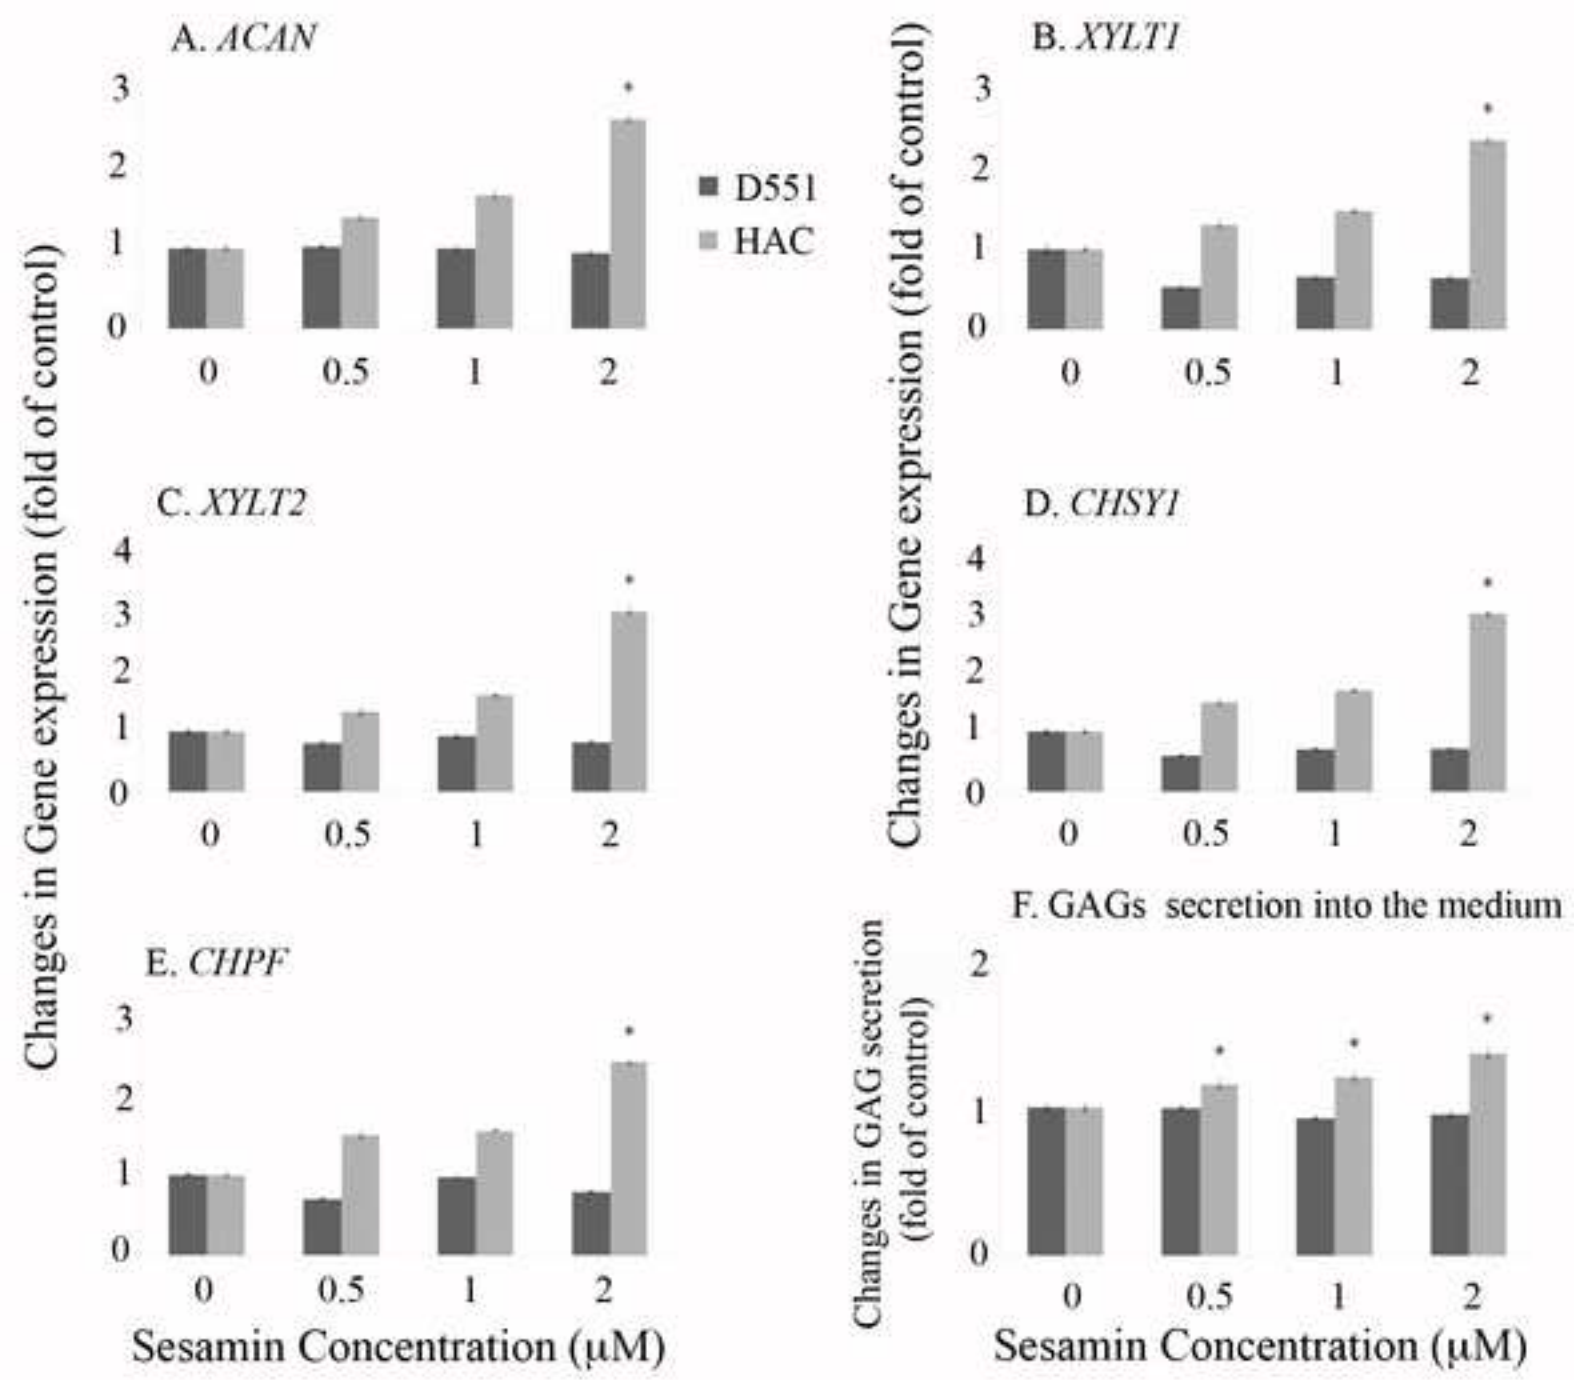 A. ACAN
3
2
1
0
0 0.5 1 2
D551
HAC
B. XYLT1
3
2
1
0
0 0.5 1 2
C. XYLT2
4
3
2
1
0
0 0.5 1 2
D. CHSY1
4
3
2
1
0
0 0.5 1 2
E. CHPF
3
2
1
0
0 0.5 1 2
Sesamin Concentration (μM)
F. GAGs secretion into the medium
2
1
0
0 0.5 1 2
Sesamin Concentration (μM)
Changes in Gene expression (fold of control)
Changes in Gene expression (fold of control)
Changes in GAG secretion
(fold of control)
*
*
*
*
*
*
*
*